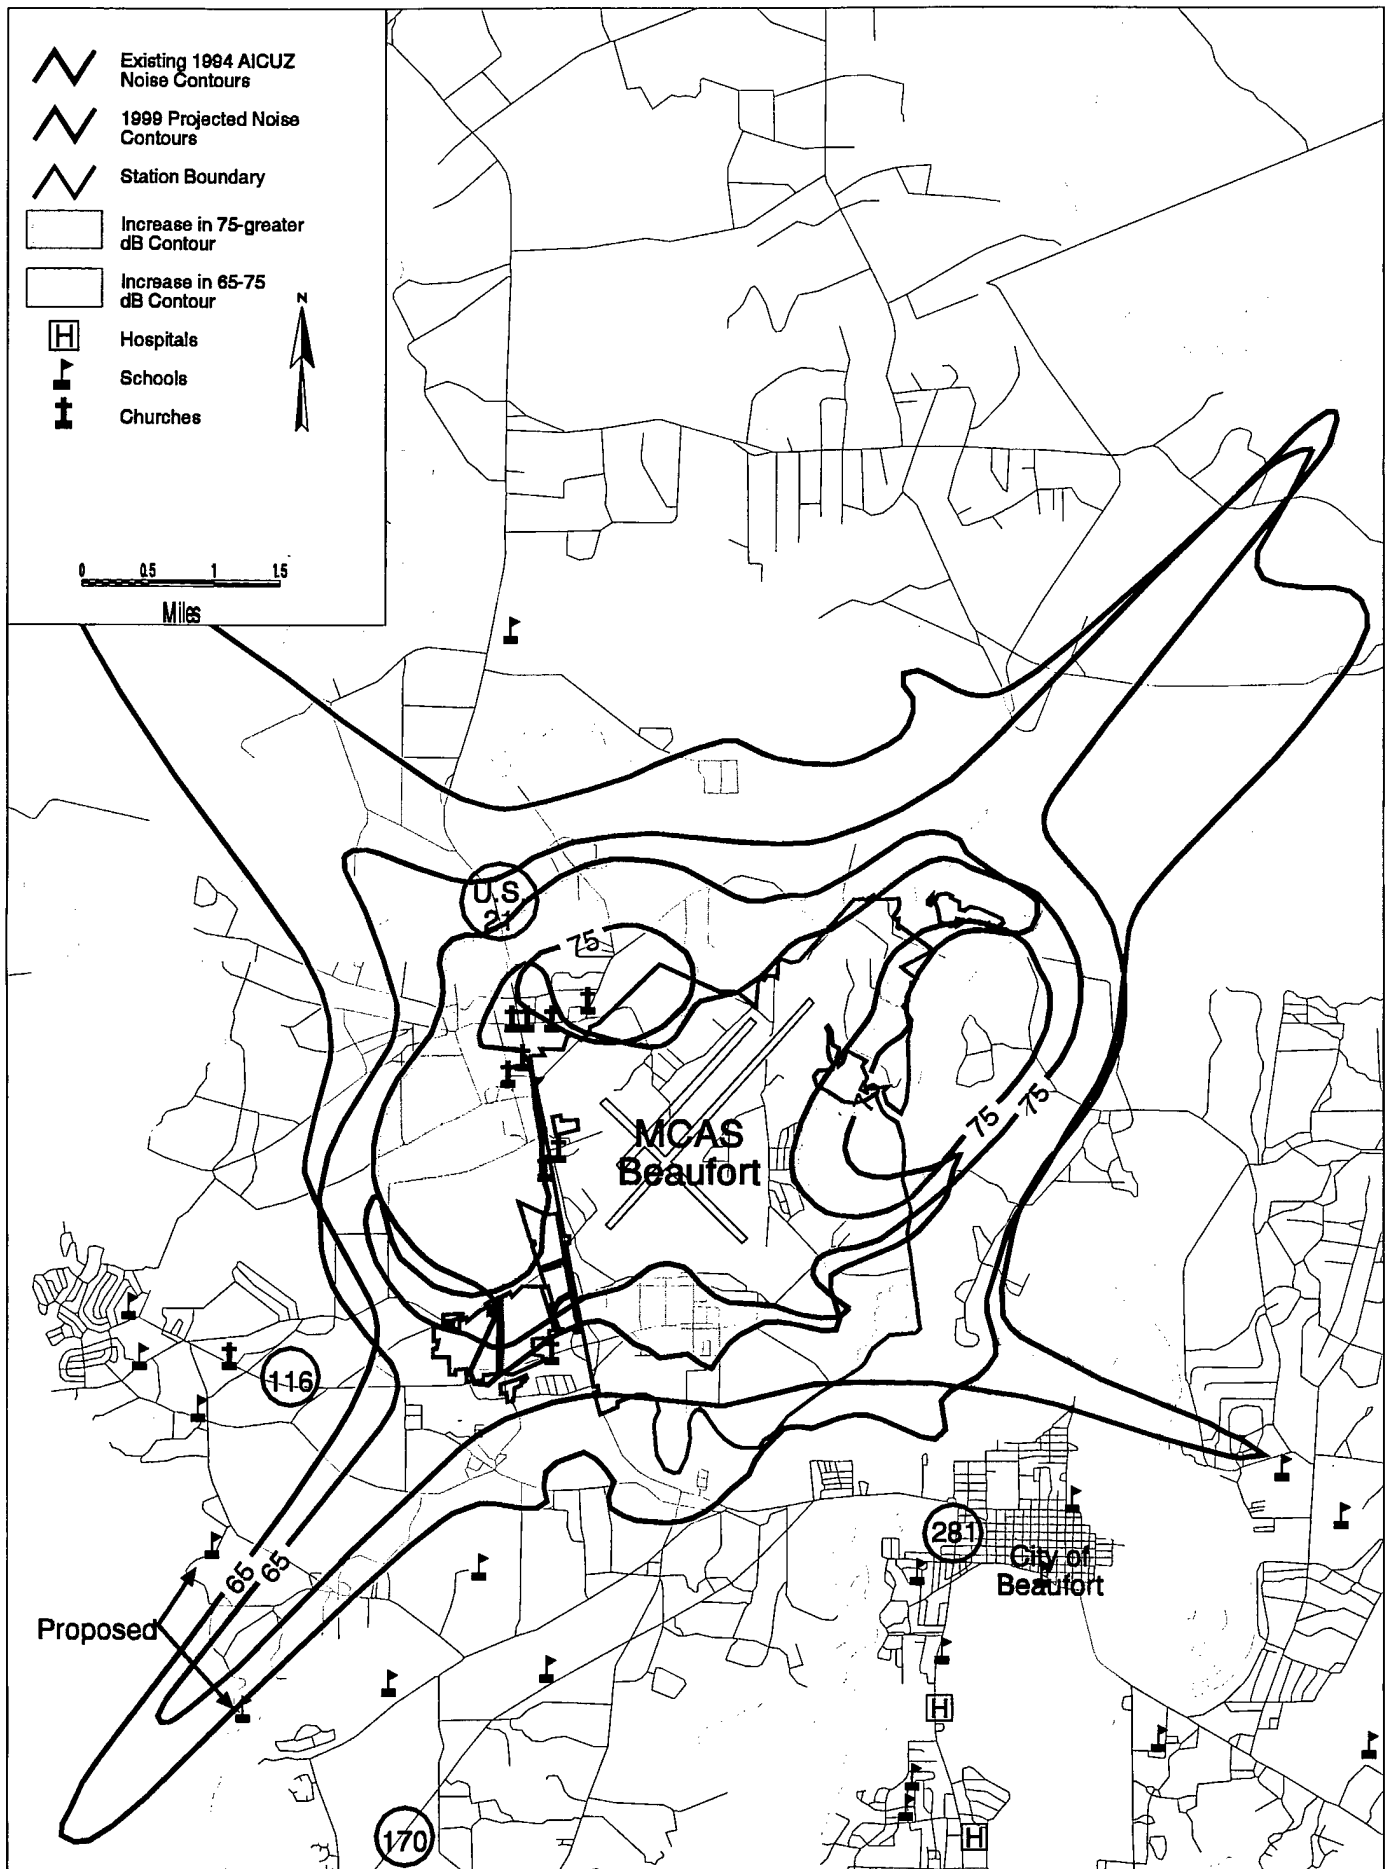 Existing 1994 AICUZ
Noise Contours
1999 Projected Noise
Contours
Station Boundary
Increase in 75-greater
dB Contour
Increase in 65-75
dB Contour
N
H
Hospitals
Schools
Churches
0 0.5 1 1.5
Miles
U.S.
21
75
75
75
75
MCAS
Beaufort
116
281
City of
Beaufort
65
65
Proposed
H
H
170